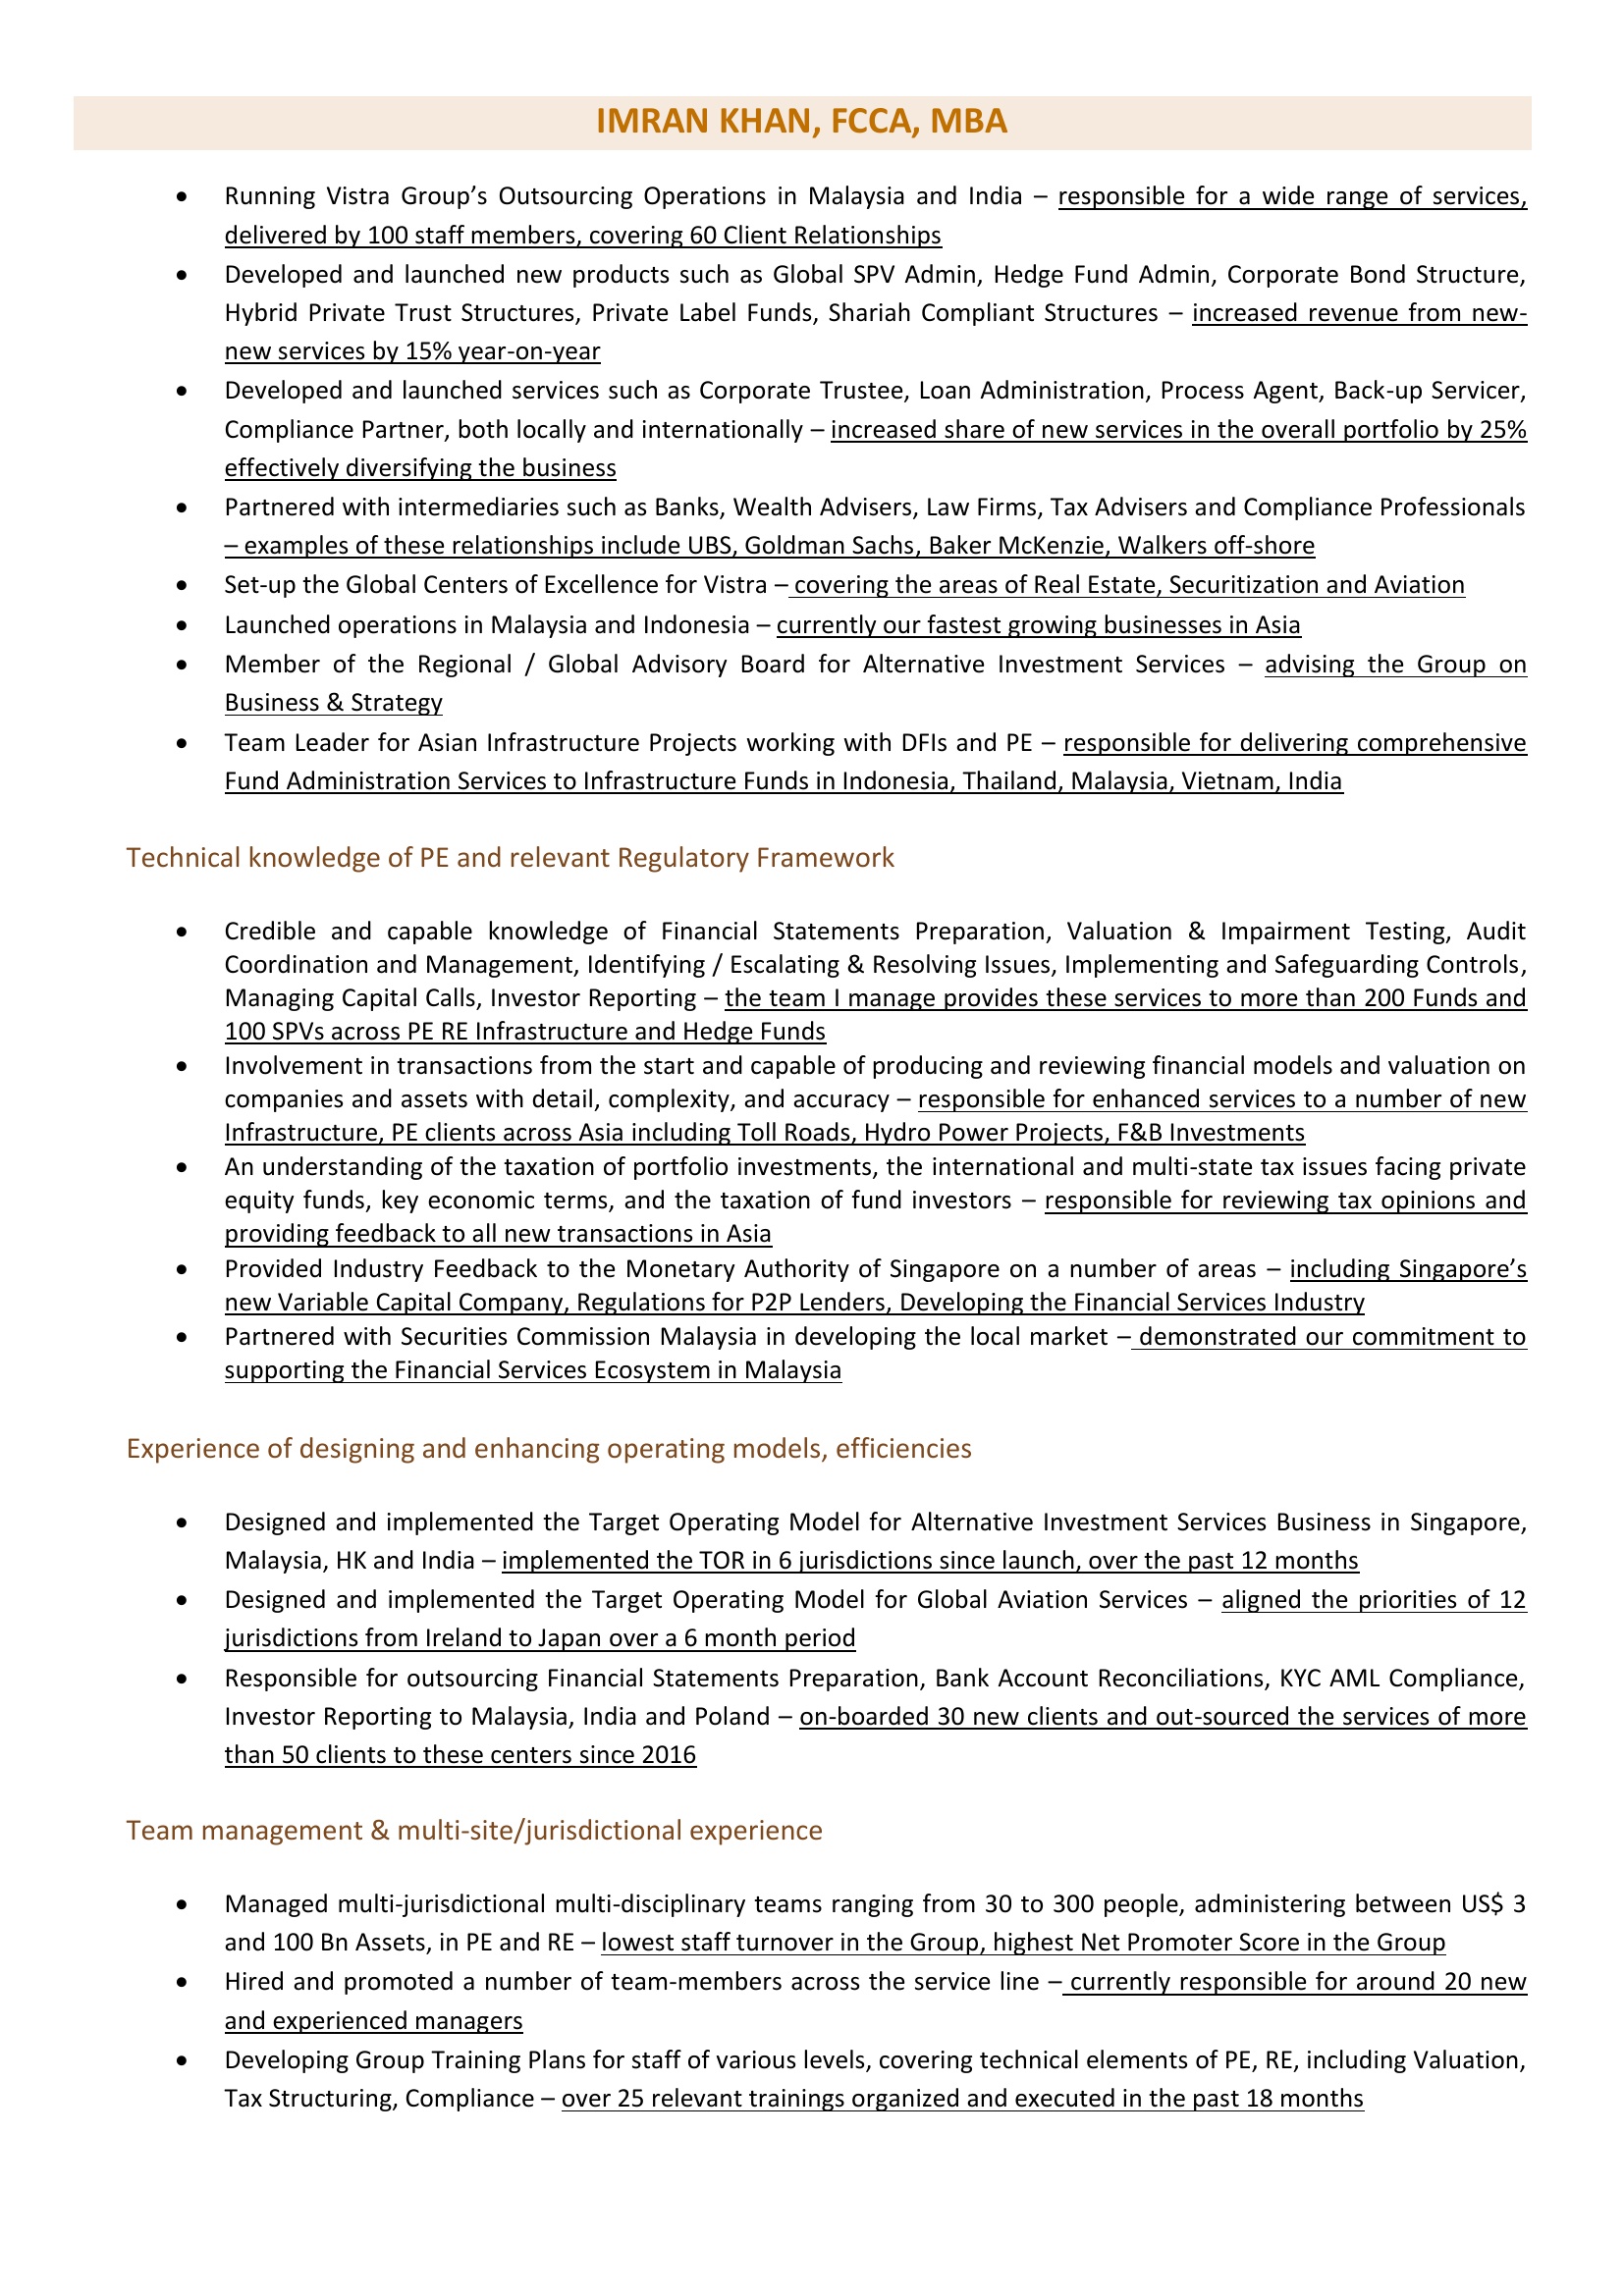 IMRAN KHAN, FCCA, MBA
• Running Vistra Group’s Outsourcing Operations in Malaysia and India – responsible for a wide range of services,
delivered by 100 staff members, covering 60 Client Relationships
• Developed and launched new products such as Global SPV Admin, Hedge Fund Admin, Corporate Bond Structure,
Hybrid Private Trust Structures, Private Label Funds, Shariah Compliant Structures – increased revenue from new-
new services by 15% year-on-year
• Developed and launched services such as Corporate Trustee, Loan Administration, Process Agent, Back-up Servicer,
Compliance Partner, both locally and internationally – increased share of new services in the overall portfolio by 25%
effectively diversifying the business
• Partnered with intermediaries such as Banks, Wealth Advisers, Law Firms, Tax Advisers and Compliance Professionals
– examples of these relationships include UBS, Goldman Sachs, Baker McKenzie, Walkers off-shore
• Set-up the Global Centers of Excellence for Vistra – covering the areas of Real Estate, Securitization and Aviation
• Launched operations in Malaysia and Indonesia – currently our fastest growing businesses in Asia
• Member of the Regional / Global Advisory Board for Alternative Investment Services – advising the Group on
Business & Strategy
• Team Leader for Asian Infrastructure Projects working with DFIs and PE – responsible for delivering comprehensive
Fund Administration Services to Infrastructure Funds in Indonesia, Thailand, Malaysia, Vietnam, India
Technical knowledge of PE and relevant Regulatory Framework
• Credible and capable knowledge of Financial Statements Preparation, Valuation & Impairment Testing, Audit
Coordination and Management, Identifying / Escalating & Resolving Issues, Implementing and Safeguarding Controls,
Managing Capital Calls, Investor Reporting – the team I manage provides these services to more than 200 Funds and
100 SPVs across PE RE Infrastructure and Hedge Funds
• Involvement in transactions from the start and capable of producing and reviewing financial models and valuation on
companies and assets with detail, complexity, and accuracy – responsible for enhanced services to a number of new
Infrastructure, PE clients across Asia including Toll Roads, Hydro Power Projects, F&B Investments
• An understanding of the taxation of portfolio investments, the international and multi-state tax issues facing private
equity funds, key economic terms, and the taxation of fund investors – responsible for reviewing tax opinions and
providing feedback to all new transactions in Asia
• Provided Industry Feedback to the Monetary Authority of Singapore on a number of areas – including Singapore’s
new Variable Capital Company, Regulations for P2P Lenders, Developing the Financial Services Industry
• Partnered with Securities Commission Malaysia in developing the local market – demonstrated our commitment to
supporting the Financial Services Ecosystem in Malaysia
Experience of designing and enhancing operating models, efficiencies
• Designed and implemented the Target Operating Model for Alternative Investment Services Business in Singapore,
Malaysia, HK and India – implemented the TOR in 6 jurisdictions since launch, over the past 12 months
• Designed and implemented the Target Operating Model for Global Aviation Services – aligned the priorities of 12
jurisdictions from Ireland to Japan over a 6 month period
• Responsible for outsourcing Financial Statements Preparation, Bank Account Reconciliations, KYC AML Compliance,
Investor Reporting to Malaysia, India and Poland – on-boarded 30 new clients and out-sourced the services of more
than 50 clients to these centers since 2016
Team management & multi-site/jurisdictional experience
• Managed multi-jurisdictional multi-disciplinary teams ranging from 30 to 300 people, administering between US$ 3
and 100 Bn Assets, in PE and RE – lowest staff turnover in the Group, highest Net Promoter Score in the Group
• Hired and promoted a number of team-members across the service line – currently responsible for around 20 new
and experienced managers
• Developing Group Training Plans for staff of various levels, covering technical elements of PE, RE, including Valuation,
Tax Structuring, Compliance – over 25 relevant trainings organized and executed in the past 18 months